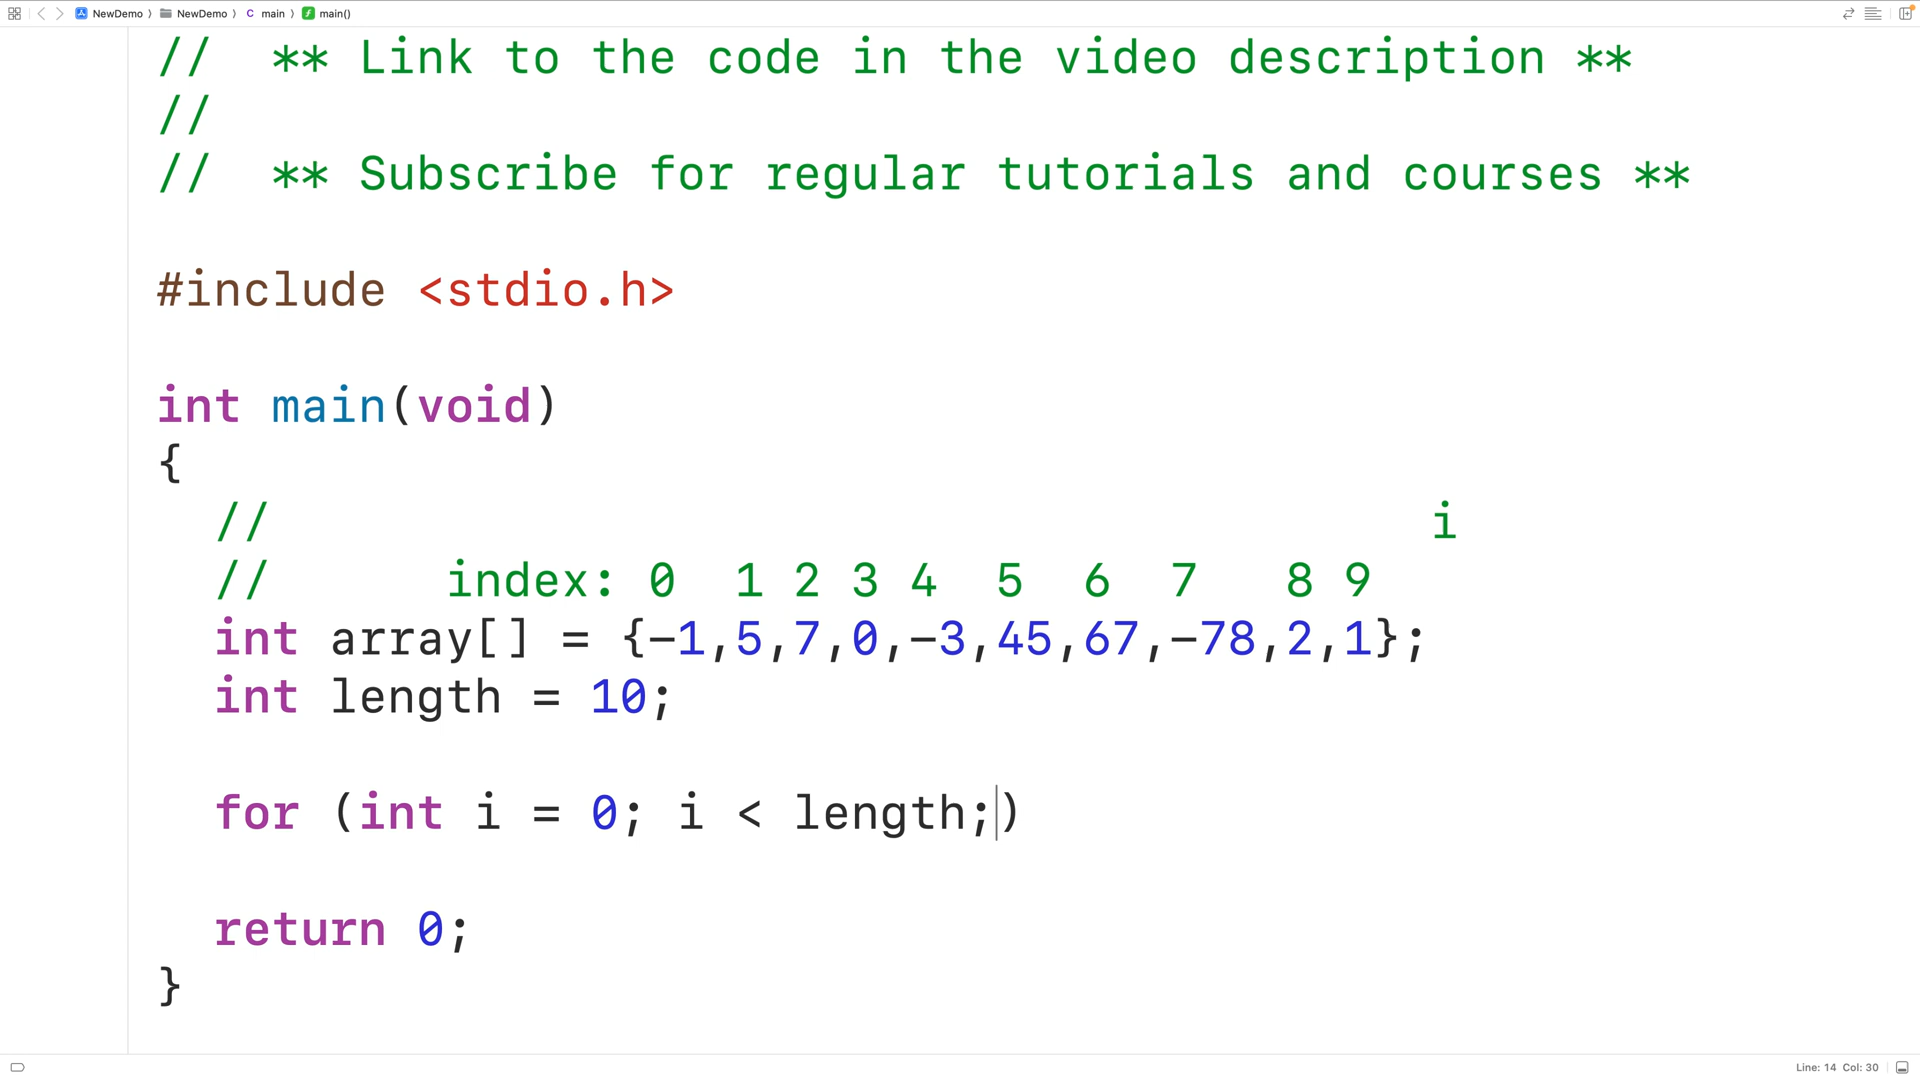 NewDemo ⟩ NewDemo ⟩ C main ⟩ f main()
//  ** Link to the code in the video description **
//
//  ** Subscribe for regular tutorials and courses **
#include <stdio.h>
int main(void)
{
  //                                         i
  //      index: 0  1 2 3 4  5  6  7   8 9
  int array[] = {-1,5,7,0,-3,45,67,-78,2,1};
  int length = 10;
  for (int i = 0; i < length;)
  return 0;
}
Line: 14 Col: 30